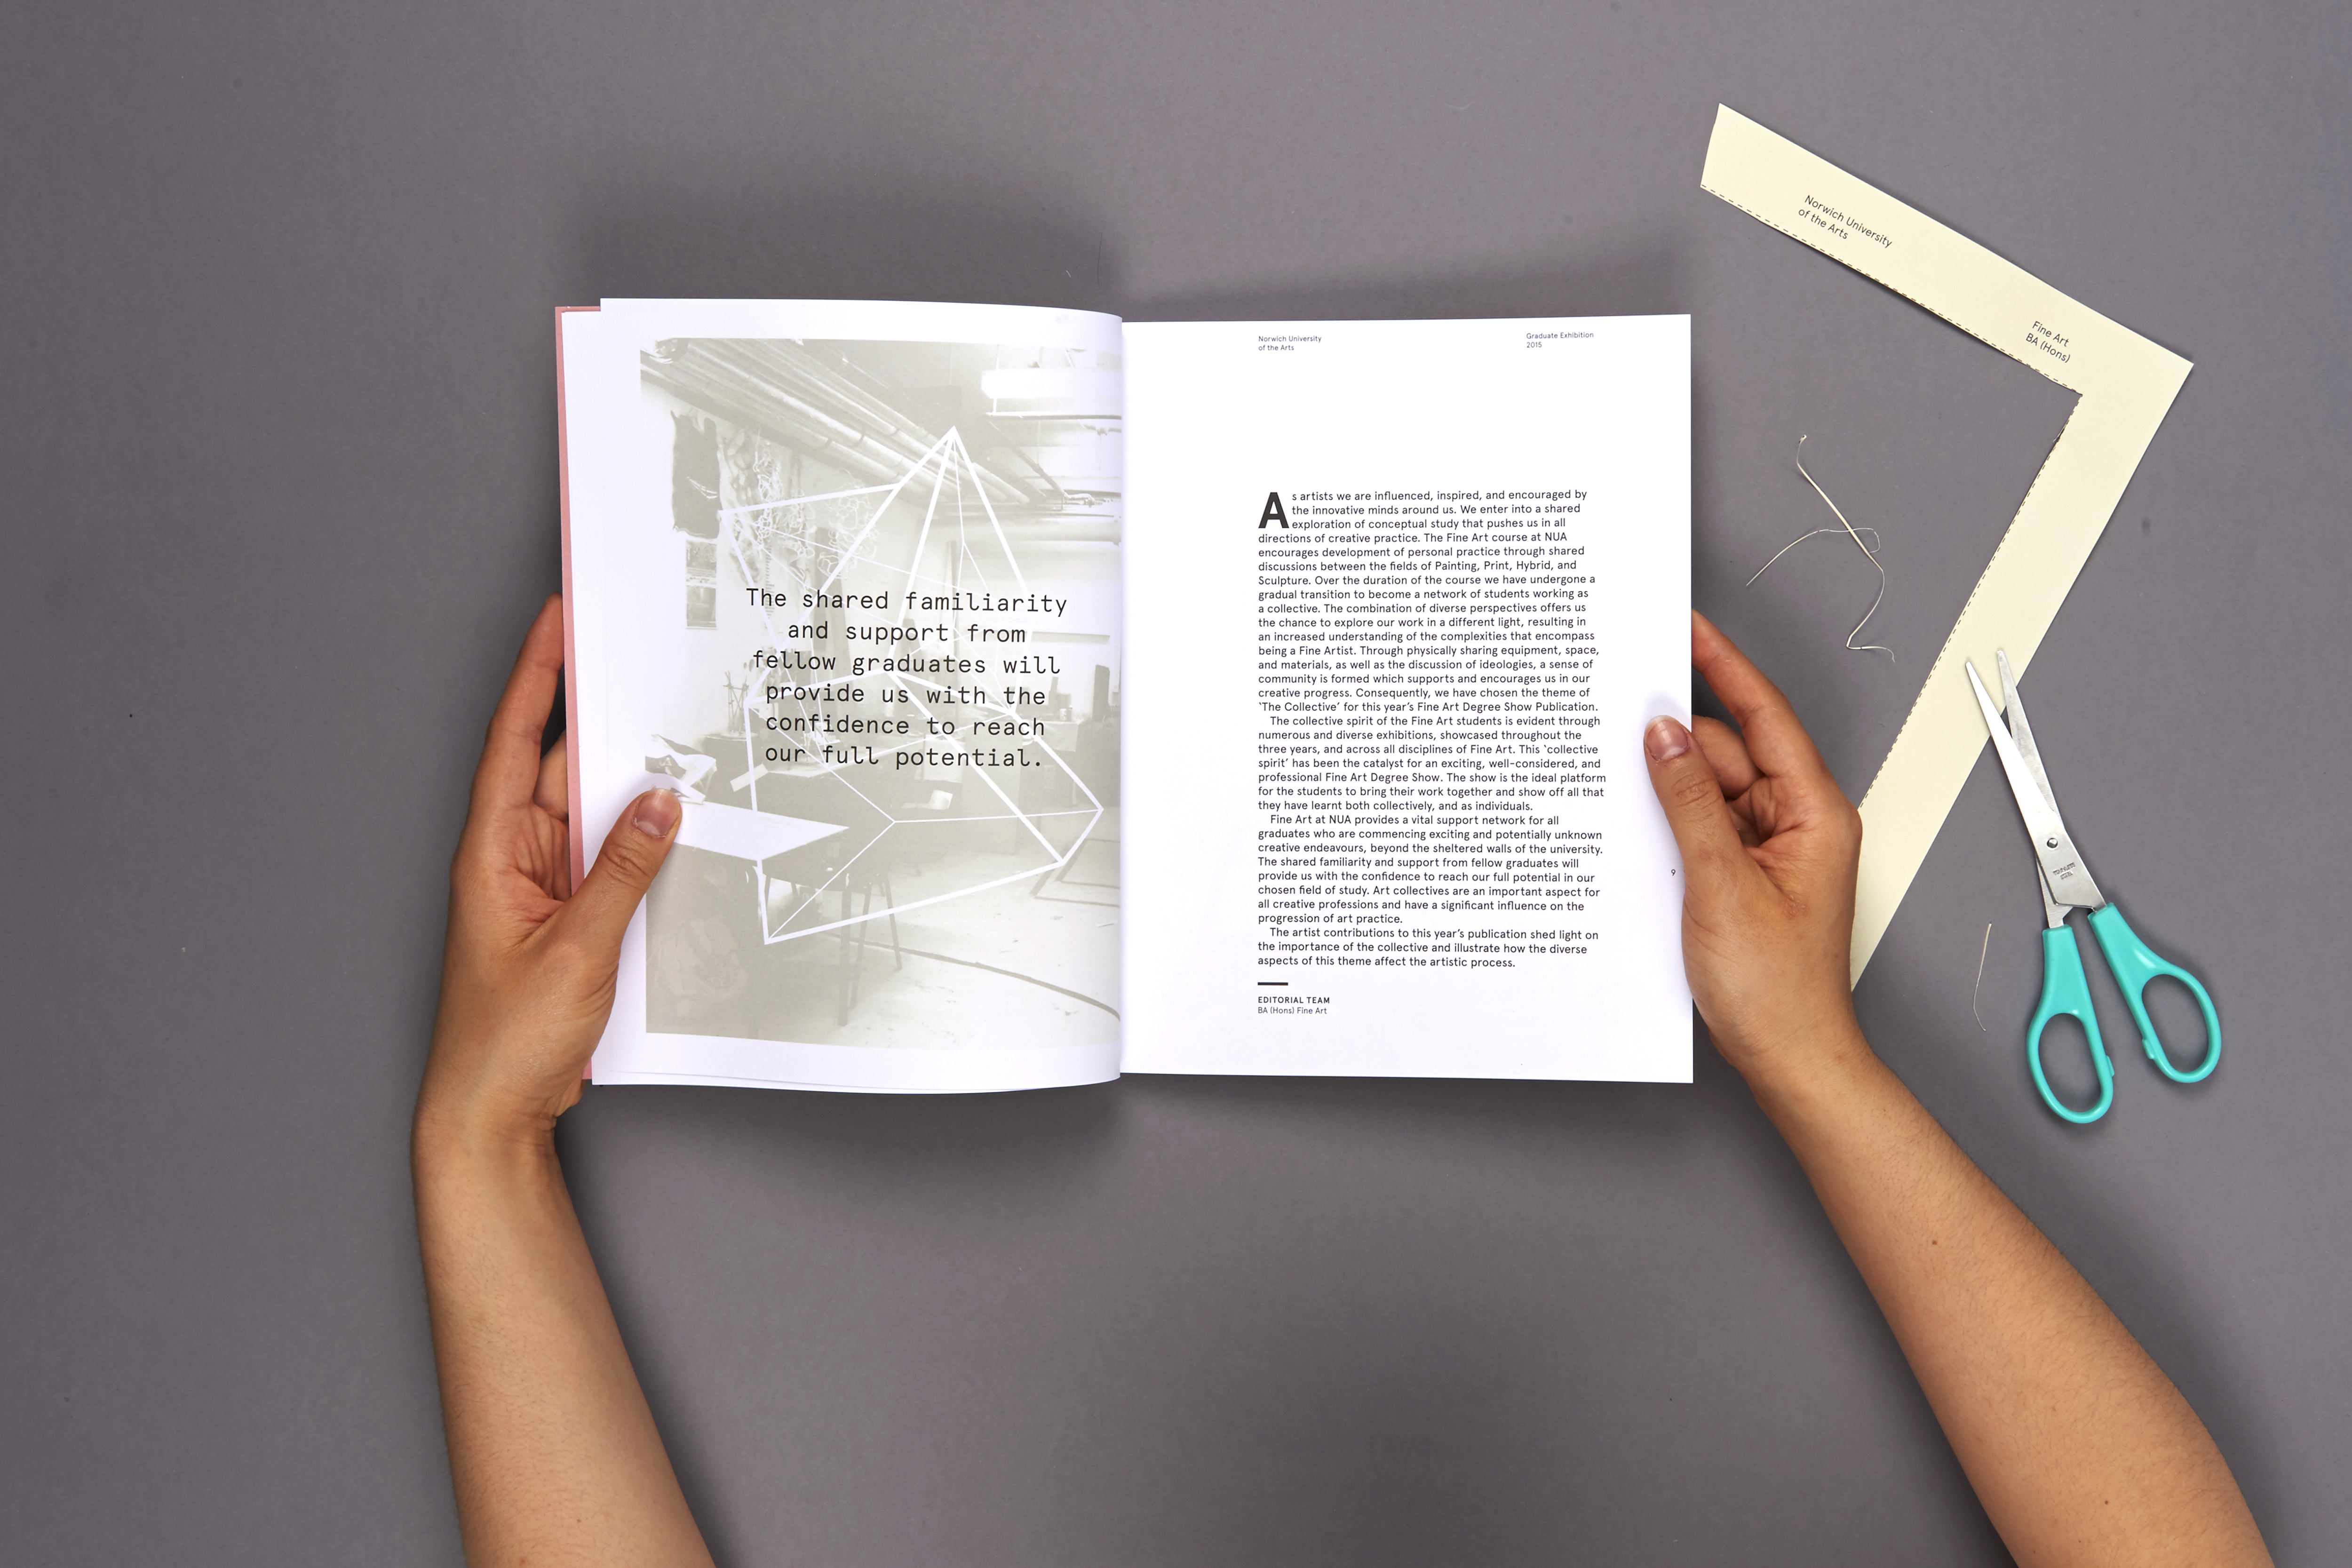 The shared familiarity
and support from
fellow graduates will
provide us with the
confidence to reach
our full potential.
Norwich University
of the Arts
Graduate Exhibition
2015
As artists we are influenced, inspired, and encouraged by
the innovative minds around us. We enter into a shared
exploration of conceptual study that pushes us in all
directions of creative practice. The Fine Art course at NUA
encourages development of personal practice through shared
discussions between the fields of Painting, Print, Hybrid, and
Sculpture. Over the duration of the course we have undergone a
gradual transition to become a network of students working as
a collective. The combination of diverse perspectives offers us
the chance to explore our work in a different light, resulting in
an increased understanding of the complexities that encompass
being a Fine Artist. Through physically sharing equipment, space,
and materials, as well as the discussion of ideologies, a sense of
community is formed which supports and encourages us in our
creative progress. Consequently, we have chosen the theme of
‘The Collective’ for this year’s Fine Art Degree Show Publication.
The collective spirit of the Fine Art students is evident through
numerous and diverse exhibitions, showcased throughout the
three years, and across all disciplines of Fine Art. This ‘collective
spirit’ has been the catalyst for an exciting, well-considered, and
professional Fine Art Degree Show. The show is the ideal platform
for the students to bring their work together and show off all that
they have learnt both collectively, and as individuals.
Fine Art at NUA provides a vital support network for all
graduates who are commencing exciting and potentially unknown
creative endeavours, beyond the sheltered walls of the university.
The shared familiarity and support from fellow graduates will
provide us with the confidence to reach our full potential in our
chosen field of study. Art collectives are an important aspect for
all creative professions and have a significant influence on the
progression of art practice.
The artist contributions to this year’s publication shed light on
the importance of the collective and illustrate how the diverse
aspects of this theme affect the artistic process.
EDITORIAL TEAM
BA (Hons) Fine Art
9
Norwich University
of the Arts
Fine Art
BA (Hons)